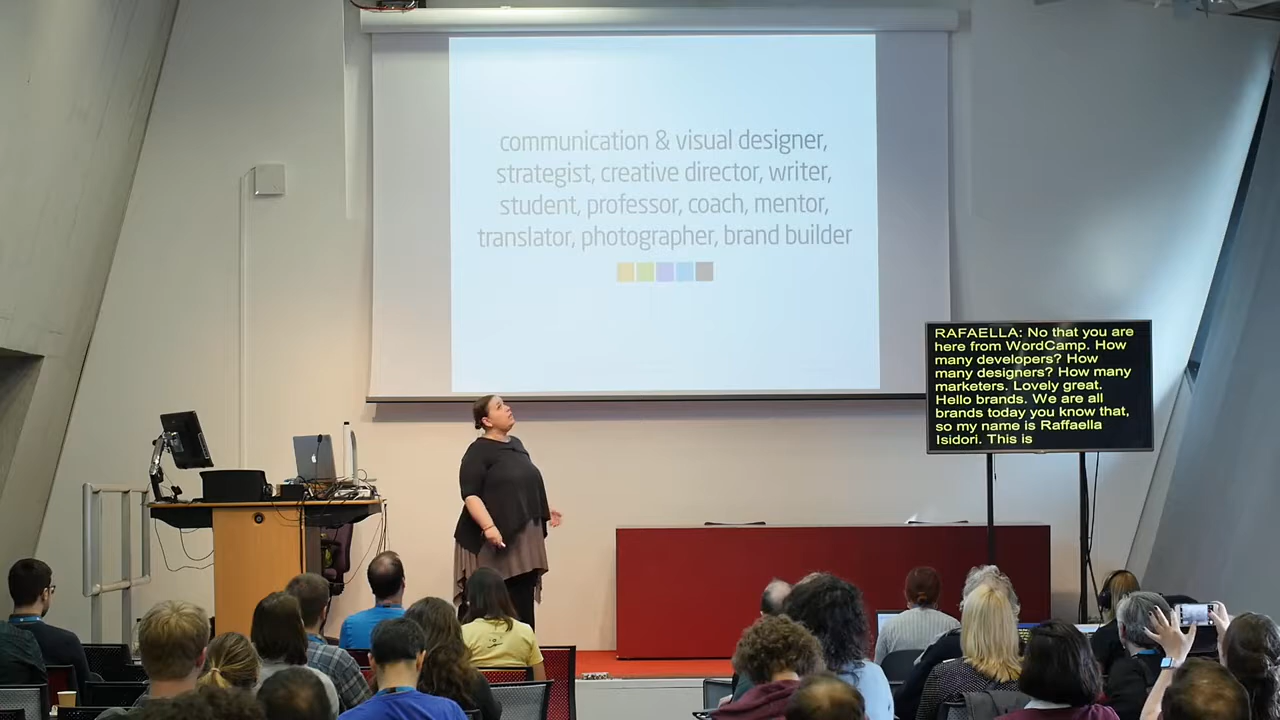 communication & visual designer,
strategist, creative director, writer,
student, professor, coach, mentor,
translator, photographer, brand builder
RAFAELLA: No that you are
here from WordCamp. How
many developers? How
many designers? How many
marketers. Lovely great.
Hello brands. We are all
brands today you know that,
so my name is Raffaella
Isidori. This is